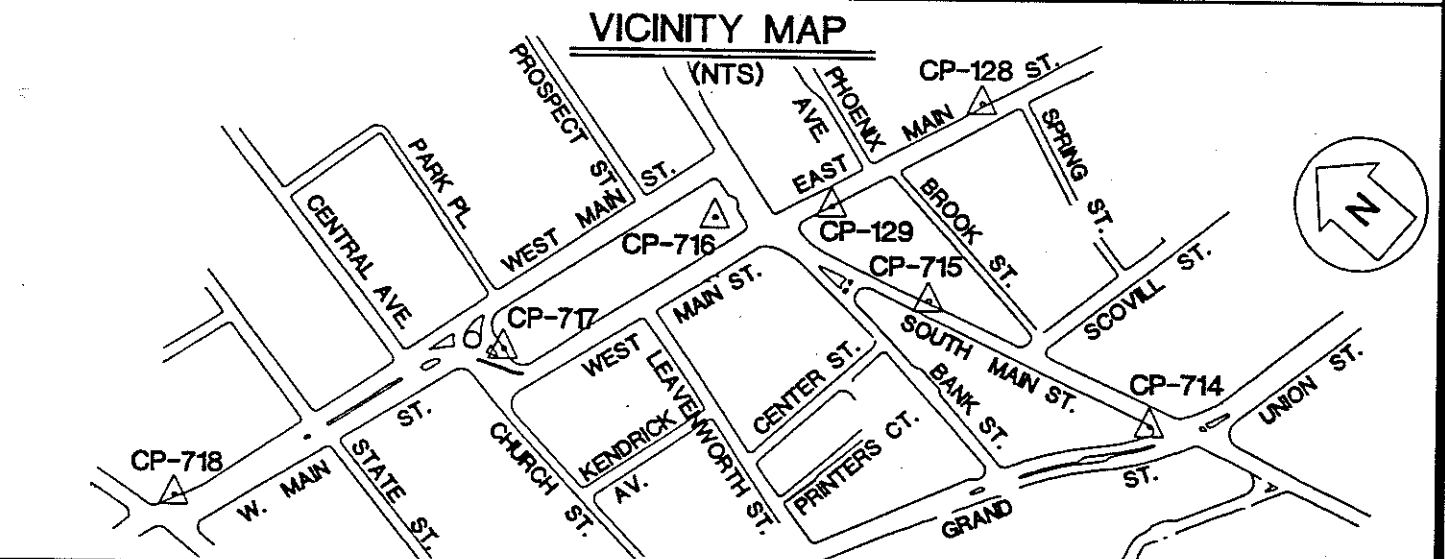 VICINITY MAP
(NTS)
PROSPECT ST.
PHOENIX AVE.
CP-128
EAST MAIN ST.
SPRING ST.
PARK PL.
WEST MAIN ST.
CENTRAL AVE.
BROOK ST.
N
CP-716
CP-129
CP-715
SCOVILL ST.
CP-717
WEST MAIN ST.
SOUTH MAIN ST.
LEAVENWORTH ST.
CENTER ST.
BANK ST.
CP-714
UNION ST.
KENDRICK AV.
CHURCH ST.
PRINTERS CT.
CP-718
W. MAIN ST.
STATE ST.
GRAND ST.